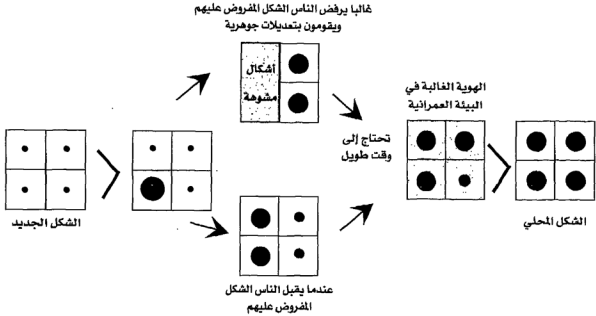 غالبا يرفض الناس الشكل المفروض عليهم
ويقومون بتعديلات جوهرية
أشكال
مشوهة
الهوية الغالبة في
البيئة العمرانية
تحتاج إلى
وقت طويل
الشكل الجديد
الشكل المحلي
عندما يقبل الناس الشكل
المفروض عليهم